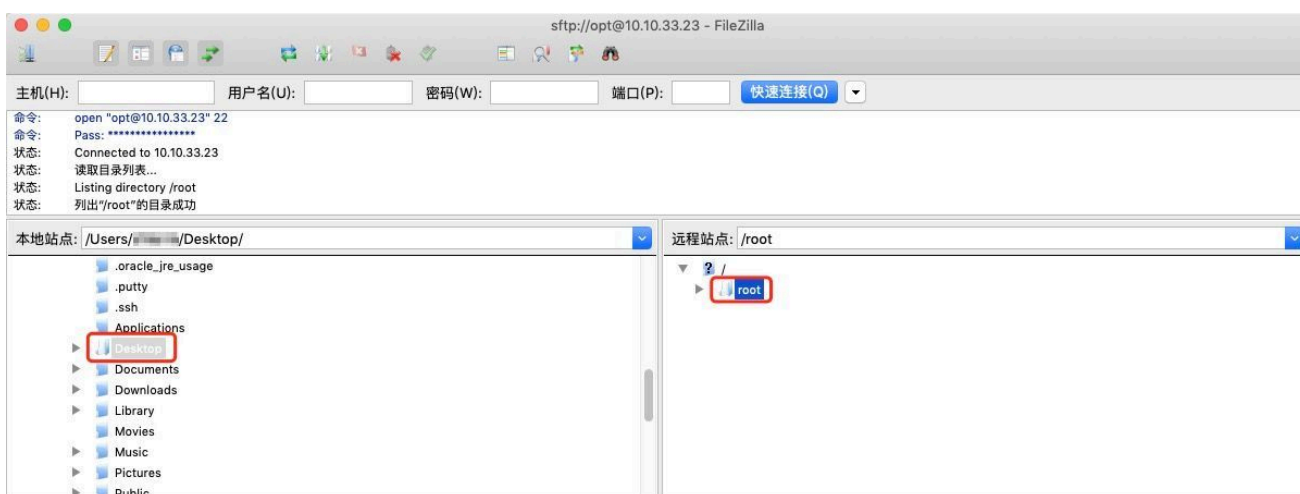 sftp://opt@10.10.33.23 - FileZilla
主机(H): 用户名(U): 密码(W): 端口(P): 快速连接(Q)
命令: open "opt@10.10.33.23" 22
命令: Pass: ****************
状态: Connected to 10.10.33.23
状态: 读取目录列表...
状态: Listing directory /root
状态: 列出"/root"的目录成功
本地站点: /Users/ /Desktop/
.oracle_jre_usage
.putty
.ssh
Applications
Desktop
Documents
Downloads
Library
Movies
Music
Pictures
Public
远程站点: /root
/
root